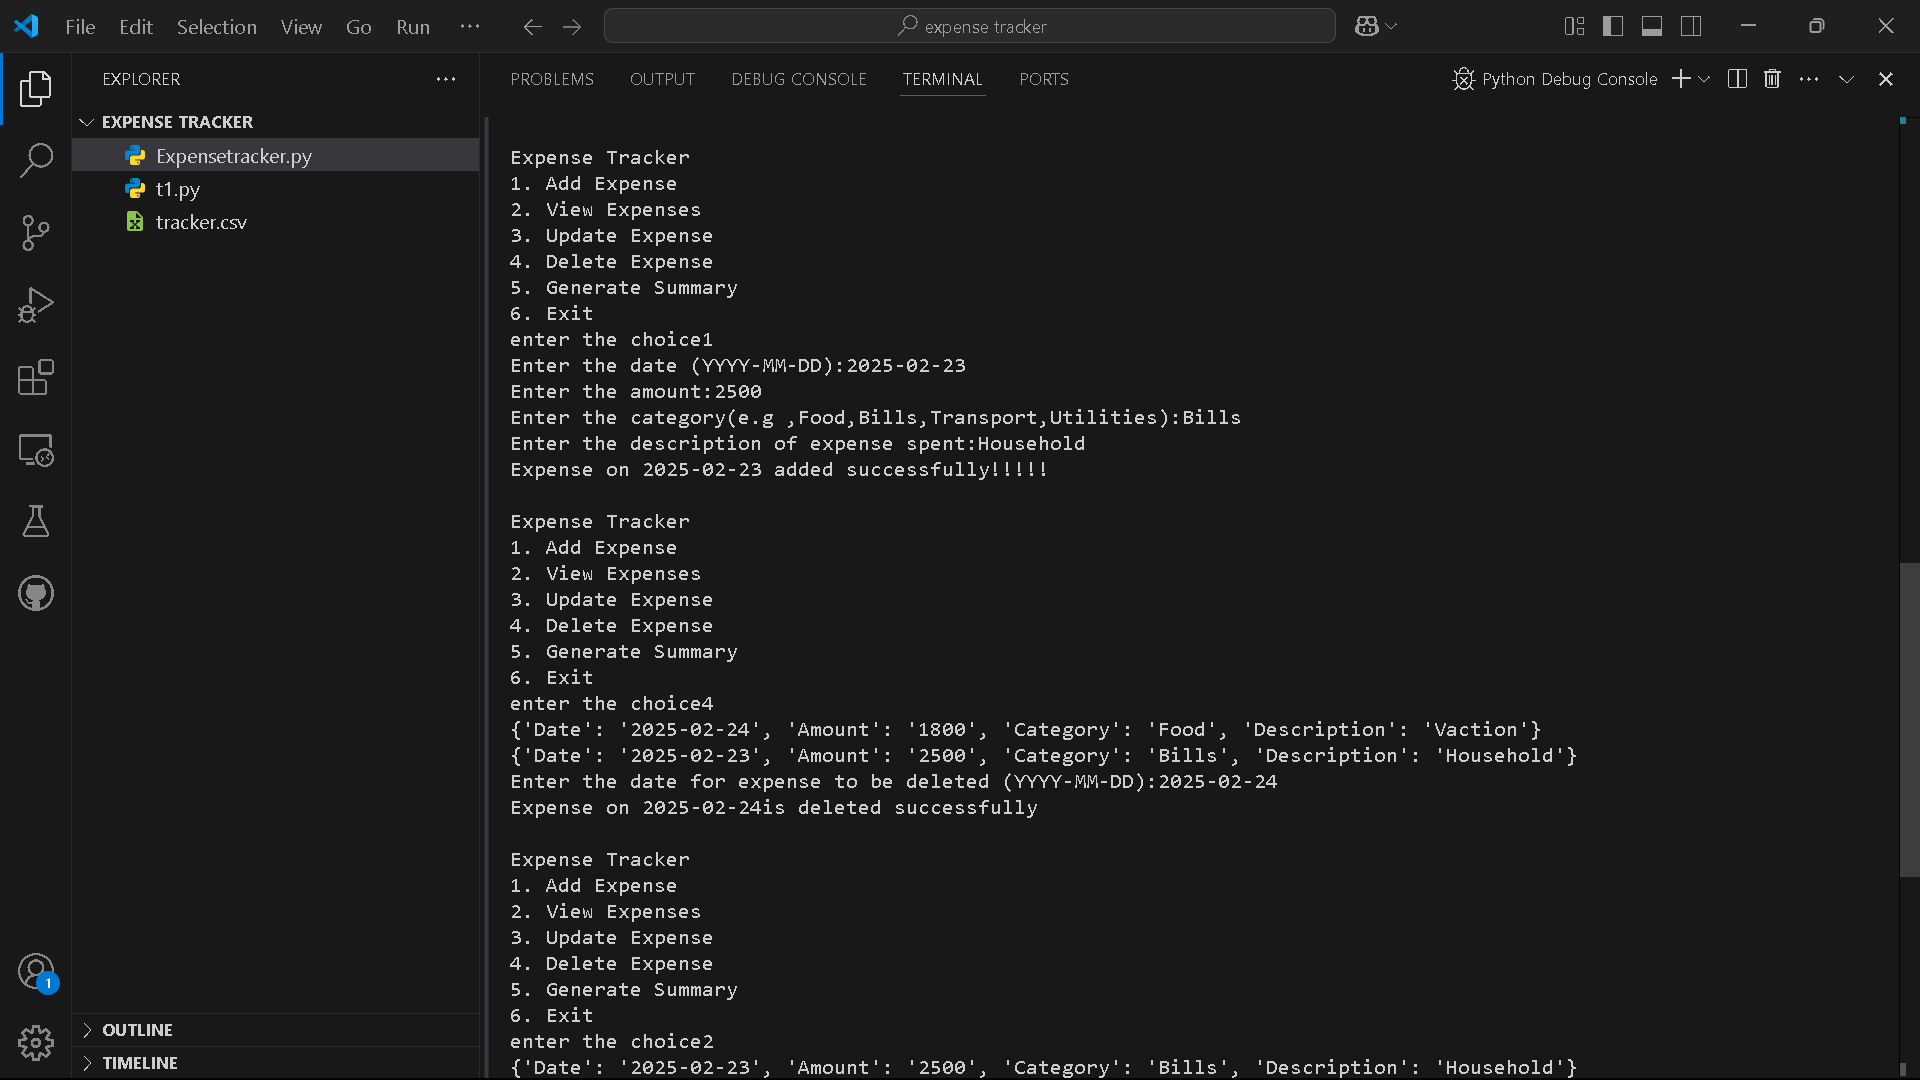 File Edit Selection View Go Run ··· expense tracker
EXPLORER ···
EXPENSE TRACKER
Expensetracker.py
t1.py
tracker.csv
1
OUTLINE
TIMELINE
PROBLEMS OUTPUT DEBUG CONSOLE TERMINAL PORTS Python Debug Console ···
Expense Tracker
1. Add Expense
2. View Expenses
3. Update Expense
4. Delete Expense
5. Generate Summary
6. Exit
enter the choice1
Enter the date (YYYY-MM-DD):2025-02-23
Enter the amount:2500
Enter the category(e.g ,Food,Bills,Transport,Utilities):Bills
Enter the description of expense spent:Household
Expense on 2025-02-23 added successfully!!!!!
Expense Tracker
1. Add Expense
2. View Expenses
3. Update Expense
4. Delete Expense
5. Generate Summary
6. Exit
enter the choice4
{'Date': '2025-02-24', 'Amount': '1800', 'Category': 'Food', 'Description': 'Vaction'}
{'Date': '2025-02-23', 'Amount': '2500', 'Category': 'Bills', 'Description': 'Household'}
Enter the date for expense to be deleted (YYYY-MM-DD):2025-02-24
Expense on 2025-02-24is deleted successfully
Expense Tracker
1. Add Expense
2. View Expenses
3. Update Expense
4. Delete Expense
5. Generate Summary
6. Exit
enter the choice2
{'Date': '2025-02-23', 'Amount': '2500', 'Category': 'Bills', 'Description': 'Household'}